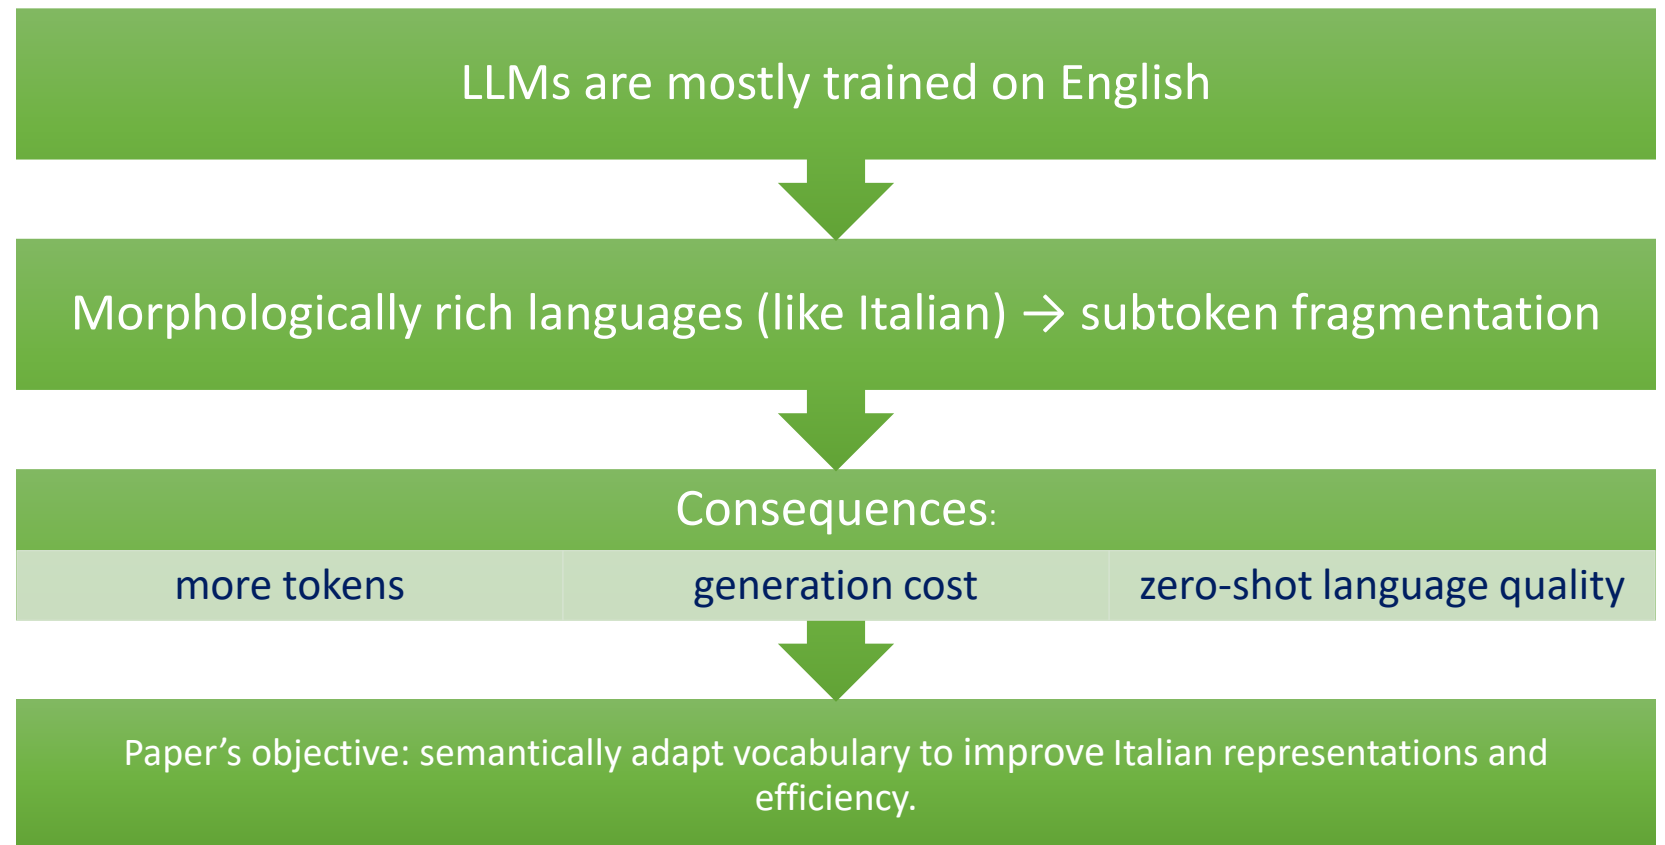 LLMs are mostly trained on English
Morphologically rich languages (like Italian) → subtoken fragmentation
Consequences:
more tokens
generation cost
zero-shot language quality
Paper’s objective: semantically adapt vocabulary to improve Italian representations and
efficiency.